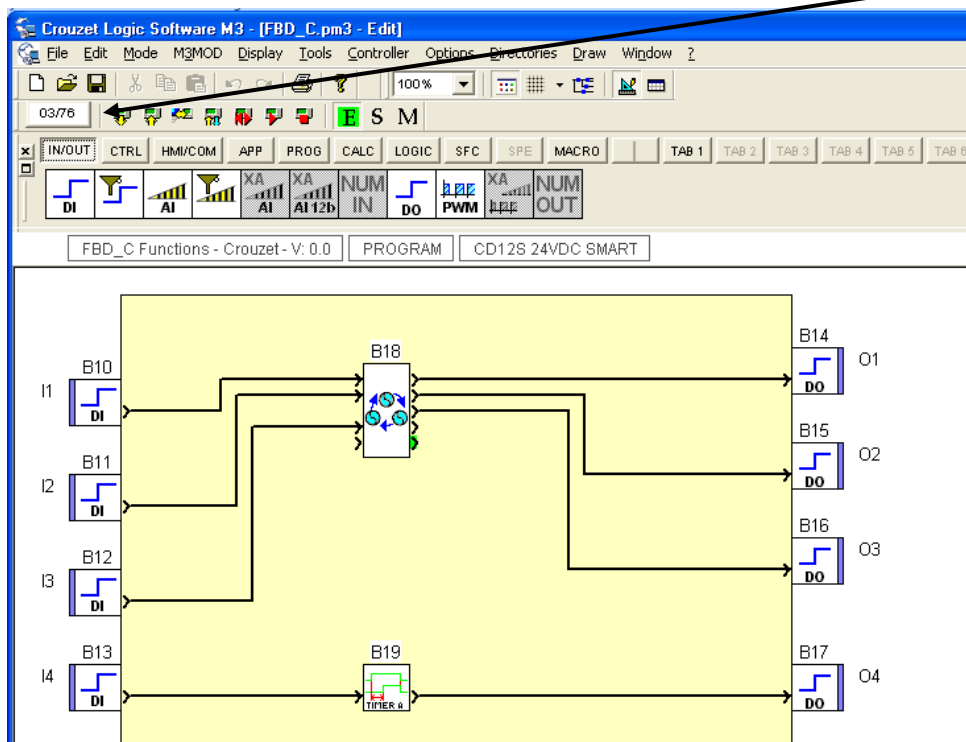 Crouzet Logic Software M3 - [FBD_C.pm3 - Edit]
File Edit Mode M3MOD Display Tools Controller Options Directories Draw Window ?
100%
03/76 E S M
IN/OUT CTRL HMI/COM APP PROG CALC LOGIC SFC SPE MACRO TAB 1 TAB 2 TAB 3 TAB 4 TAB 5 TAB 6
DI AI XA AI XA AI 12b NUM IN DO PWM XA NUM OUT
FBD_C Functions - Crouzet - V: 0.0 PROGRAM CD12S 24VDC SMART
B14
O1
DO
B18
B10
I1
DI
B15
O2
DO
B11
I2
DI
B16
O3
DO
B12
I3
DI
B13 B19 B17
I4 O4
DI TIMER A DO